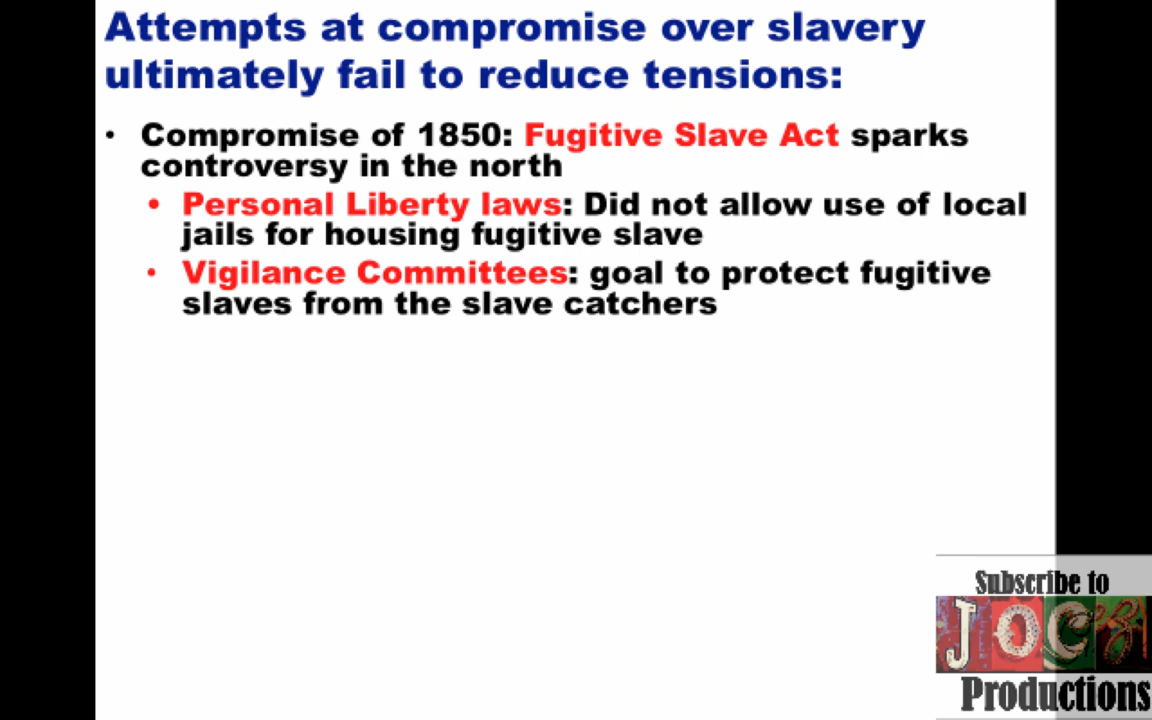 Attempts at compromise over slavery
ultimately fail to reduce tensions:
• Compromise of 1850: Fugitive Slave Act sparks
controversy in the north
• Personal Liberty laws: Did not allow use of local
jails for housing fugitive slave
• Vigilance Committees: goal to protect fugitive
slaves from the slave catchers
Subscribe to
JOCZ
Productions